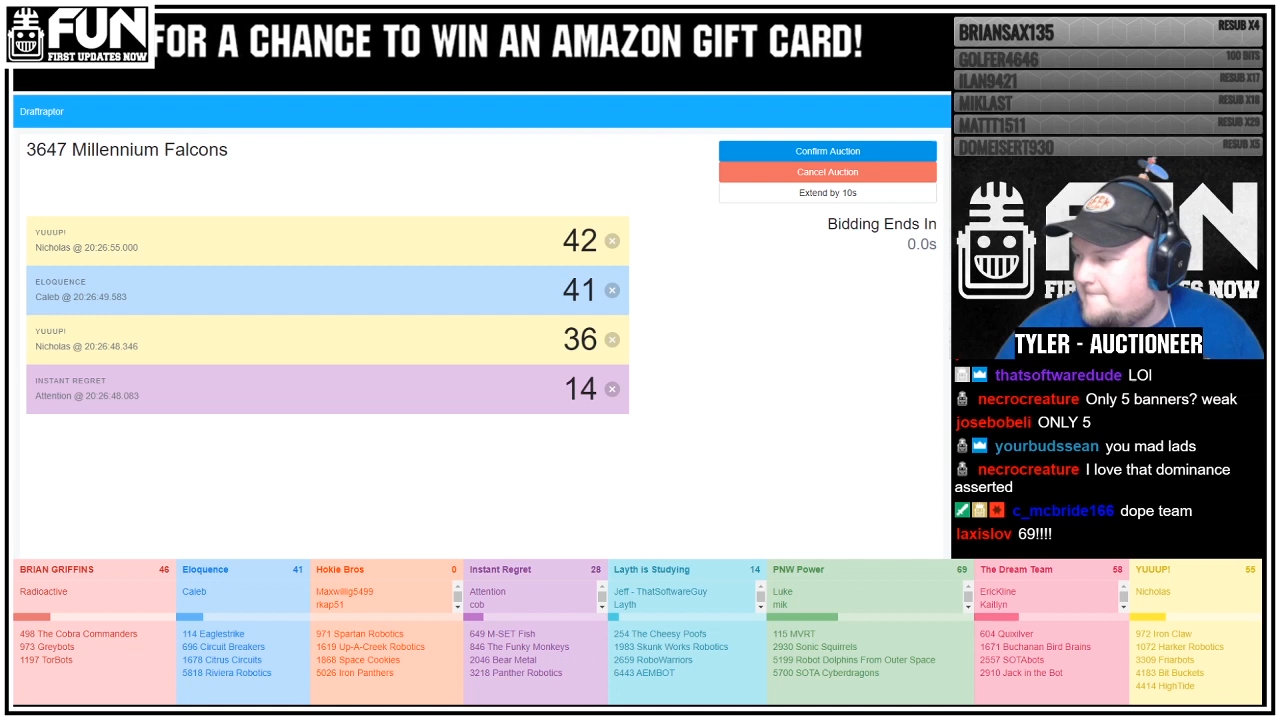 FUN
FIRST UPDATES NOW
FOR A CHANCE TO WIN AN AMAZON GIFT CARD!
BRIANSAX135 RESUB X4
GOLFER4646 100 BITS
ILAN9421 RESUB X17
MIKLAST RESUB X18
MATTT1511 RESUB X29
DOMEISERT930 RESUB X5
Draftraptor
3647 Millennium Falcons
Confirm Auction
Cancel Auction
Extend by 10s
Bidding Ends In
0.0s
YUUUP!
Nicholas @ 20:26:55.000
42
ELOQUENCE
Caleb @ 20:26:49.583
41
YUUUP!
Nicholas @ 20:26:48.346
36
INSTANT REGRET
Attention @ 20:26:48.063
14
TYLER - AUCTIONEER
thatsoftwaredude LOl
necrocreature Only 5 banners? weak
josebobeli ONLY 5
yourbudssean you mad lads
necrocreature I love that dominance
asserted
c_mcbride166 dope team
laxislov 69!!!!
BRIAN GRIFFINS 46
Radioactive
498 The Cobra Commanders
973 Greybots
1197 TorBots
Eloquence 41
Caleb
114 Eaglestrike
696 Circuit Breakers
1678 Citrus Circuits
5818 Riviera Robotics
Hokie Bros 0
Maxwillig5499
rkap51
971 Spartan Robotics
1619 Up-A-Creek Robotics
1868 Space Cookies
5026 Iron Panthers
Instant Regret 28
Attention
cob
649 M-SET Fish
846 The Funky Monkeys
2046 Bear Metal
3218 Panther Robotics
Layth is Studying 14
Jeff - ThatSoftwareGuy
Layth
254 The Cheesy Poofs
1983 Skunk Works Robotics
2659 RoboWarriors
6443 AEMBOT
PNW Power 69
Luke
mik
115 MVRT
2930 Sonic Squirrels
5199 Robot Dolphins From Outer Space
5700 SOTA Cyberdragons
The Dream Team 58
EricKline
Kaitlyn
604 Quixilver
1671 Buchanan Bird Brains
2557 SOTAbots
2910 Jack in the Bot
YUUUP! 55
Nicholas
972 Iron Claw
1072 Harker Robotics
3309 Friarbots
4183 Bit Buckets
4414 HighTide